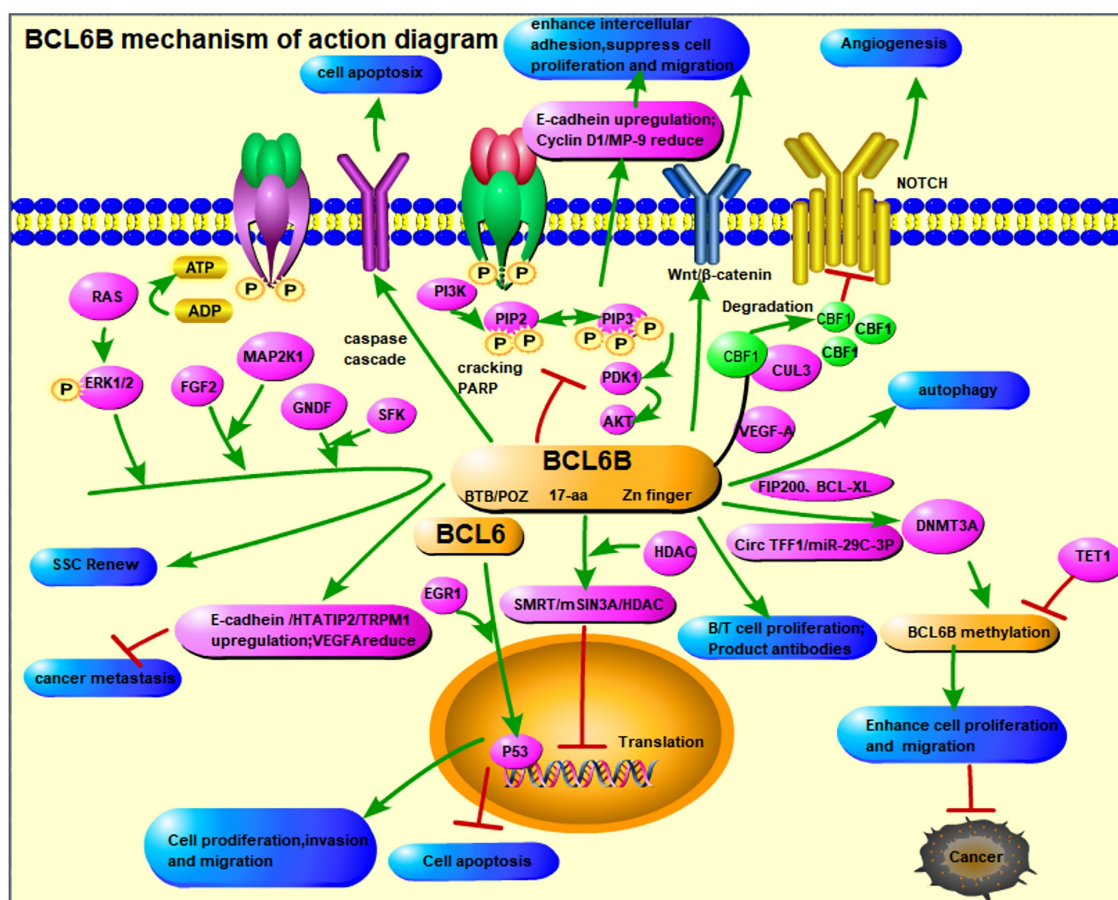 BCL6B mechanism of action diagram
enhance intercellular
adhesion,suppress cell
proliferation and migration
Angiogenesis
cell apoptosix
E-cadhein upregulation;
Cyclin D1/MP-9 reduce
NOTCH
ATP
ADP
RAS
P
P
P
P
Wnt/β-catenin
PI3K
PIP2
P
P
PIP3
P
P
P
Degradation
CBF1
CBF1
CBF1
CBF1
CUL3
caspase
cascade
cracking
PARP
MAP2K1
P
ERK1/2
FGF2
GNDF
SFK
PDK1
AKT
VEGF-A
autophagy
BCL6B
BTB/POZ
17-aa
Zn finger
FIP200、BCL-XL
BCL6
HDAC
Circ TFF1/miR-29C-3P
DNMT3A
TET1
SSC Renew
EGR1
SMRT/mSIN3A/HDAC
E-cadhein /HTATIP2/TRPM1
upregulation;VEGFAreduce
B/T cell proliferation;
Product antibodies
BCL6B methylation
cancer metastasis
P53
Translation
Enhance cell proliferation
and migration
Cell prodiferation,invasion
and migration
Cell apoptosis
Cancer